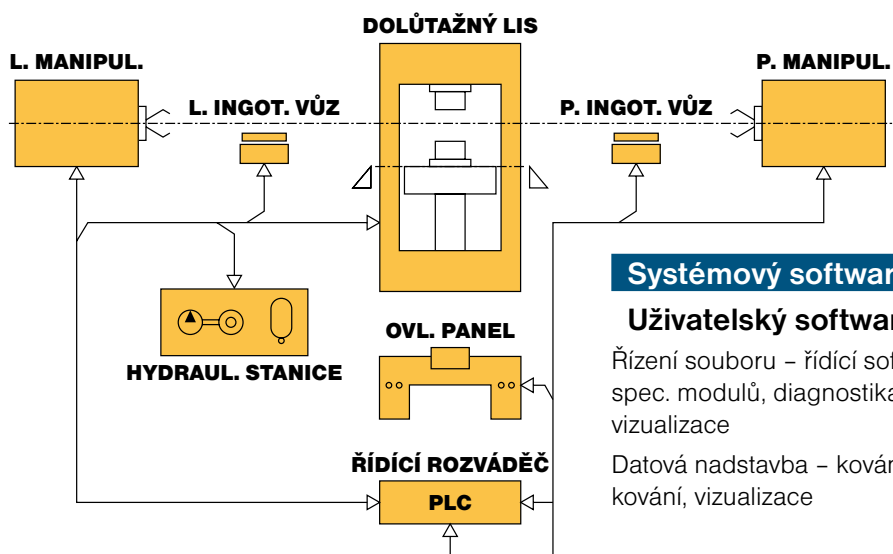 DOLŮTAŽNÝ LIS
L. MANIPUL.
P. MANIPUL.
L. INGOT. VŮZ
P. INGOT. VŮZ
HYDRAUL. STANICE
OVL. PANEL
ŘÍDÍCÍ ROZVÁDĚČ
PLC
Systémový softwar
Uživatelský softwar
Řízení souboru – řídící sof
spec. modulů, diagnostika
vizualizace
Datová nadstavba – kován
kování, vizualizace